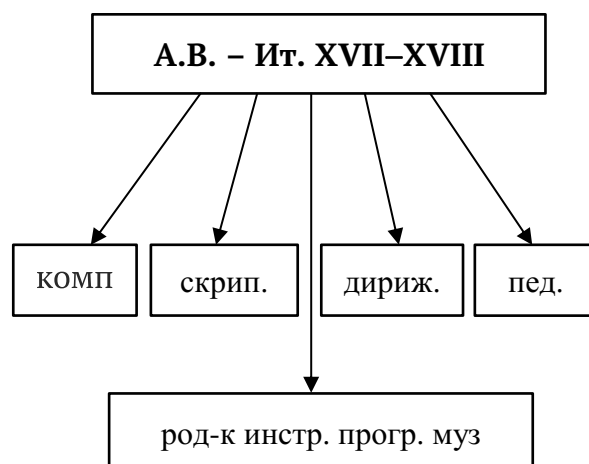 А.В. – Ит. XVII–XVIII
комп
скрип.
дириж.
пед.
род-к инстр. прогр. муз